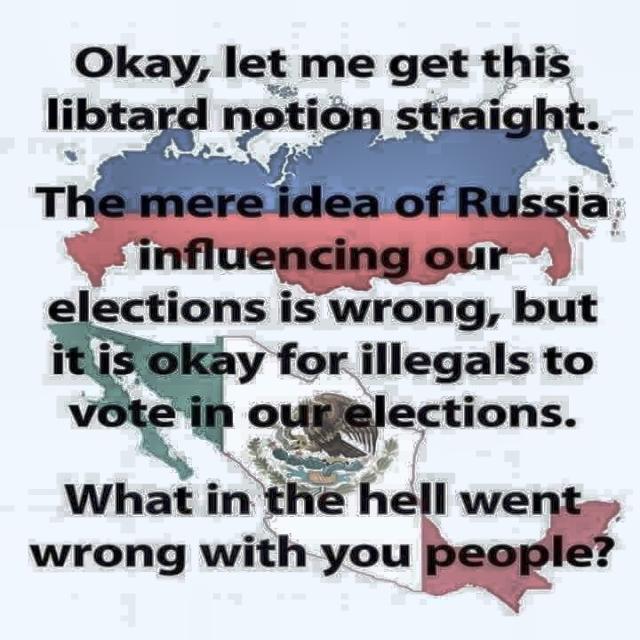 Okay, let me get this
libtard notion straight.
The mere idea of Russia
influencing our
elections is wrong, but
it is okay for illegals to
vote in our elections.
What in the hell went
wrong with you people?